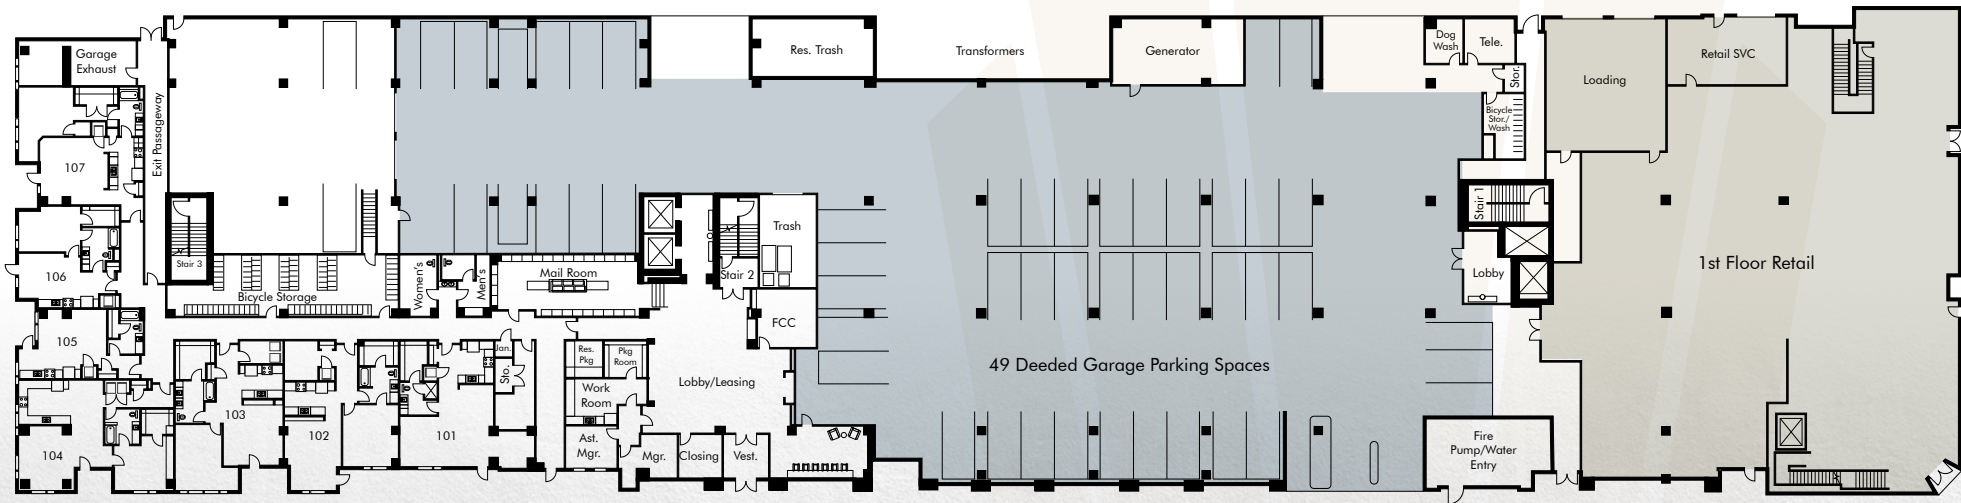 Garage
Exhaust
Exit Passageway
107
106
105
104
103
102
101
Stair 3
Bicycle Storage
Women's
Men's
Mail Room
Jan.
Sto.
Res.
Pkg
Pkg
Room
Work
Room
Ast.
Mgr.
Mgr.
Closing
Vest.
Lobby/Leasing
Stair 2
Trash
FCC
Res. Trash
Transformers
Generator
49 Deeded Garage Parking Spaces
Dog
Wash
Tele.
Stor.
Bicycle
Stor./
Wash
Stair 1
Lobby
Fire
Pump/Water
Entry
Loading
Retail SVC
1st Floor Retail